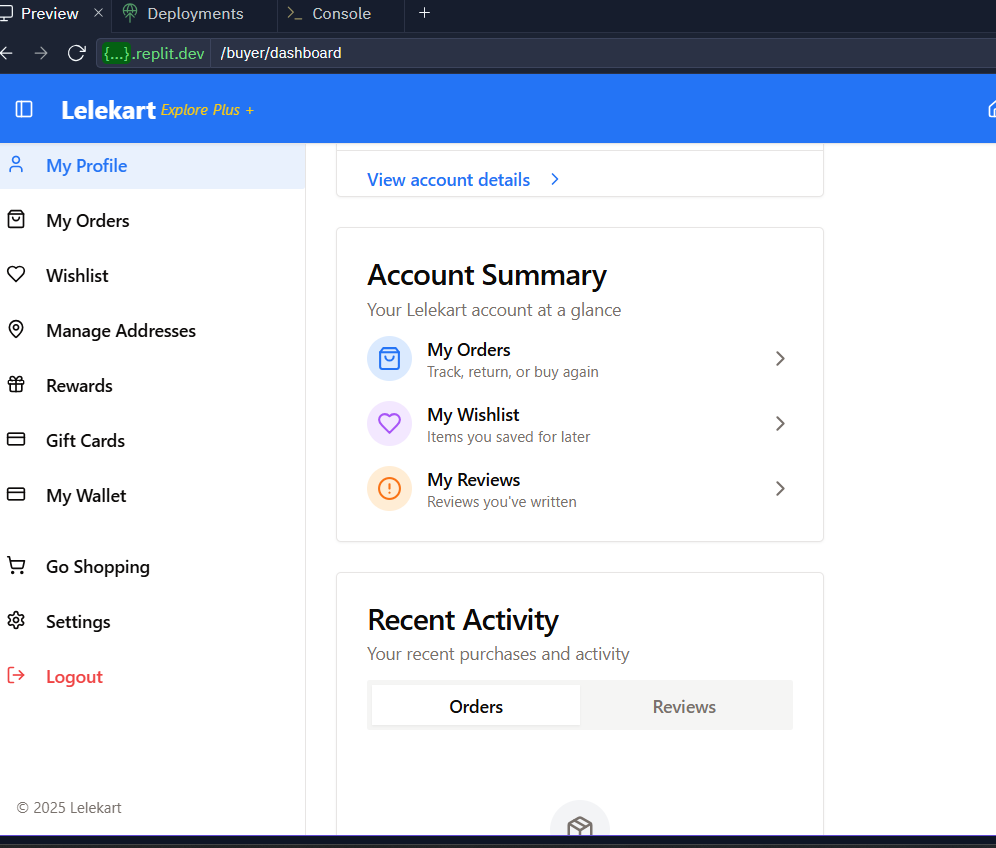 Preview
Deployments
Console
{...}.replit.dev /buyer/dashboard
Lelekart Explore Plus +
My Profile
My Orders
Wishlist
Manage Addresses
Rewards
Gift Cards
My Wallet
Go Shopping
Settings
Logout
© 2025 Lelekart
View account details
Account Summary
Your Lelekart account at a glance
My Orders
Track, return, or buy again
My Wishlist
Items you saved for later
My Reviews
Reviews you've written
Recent Activity
Your recent purchases and activity
Orders
Reviews